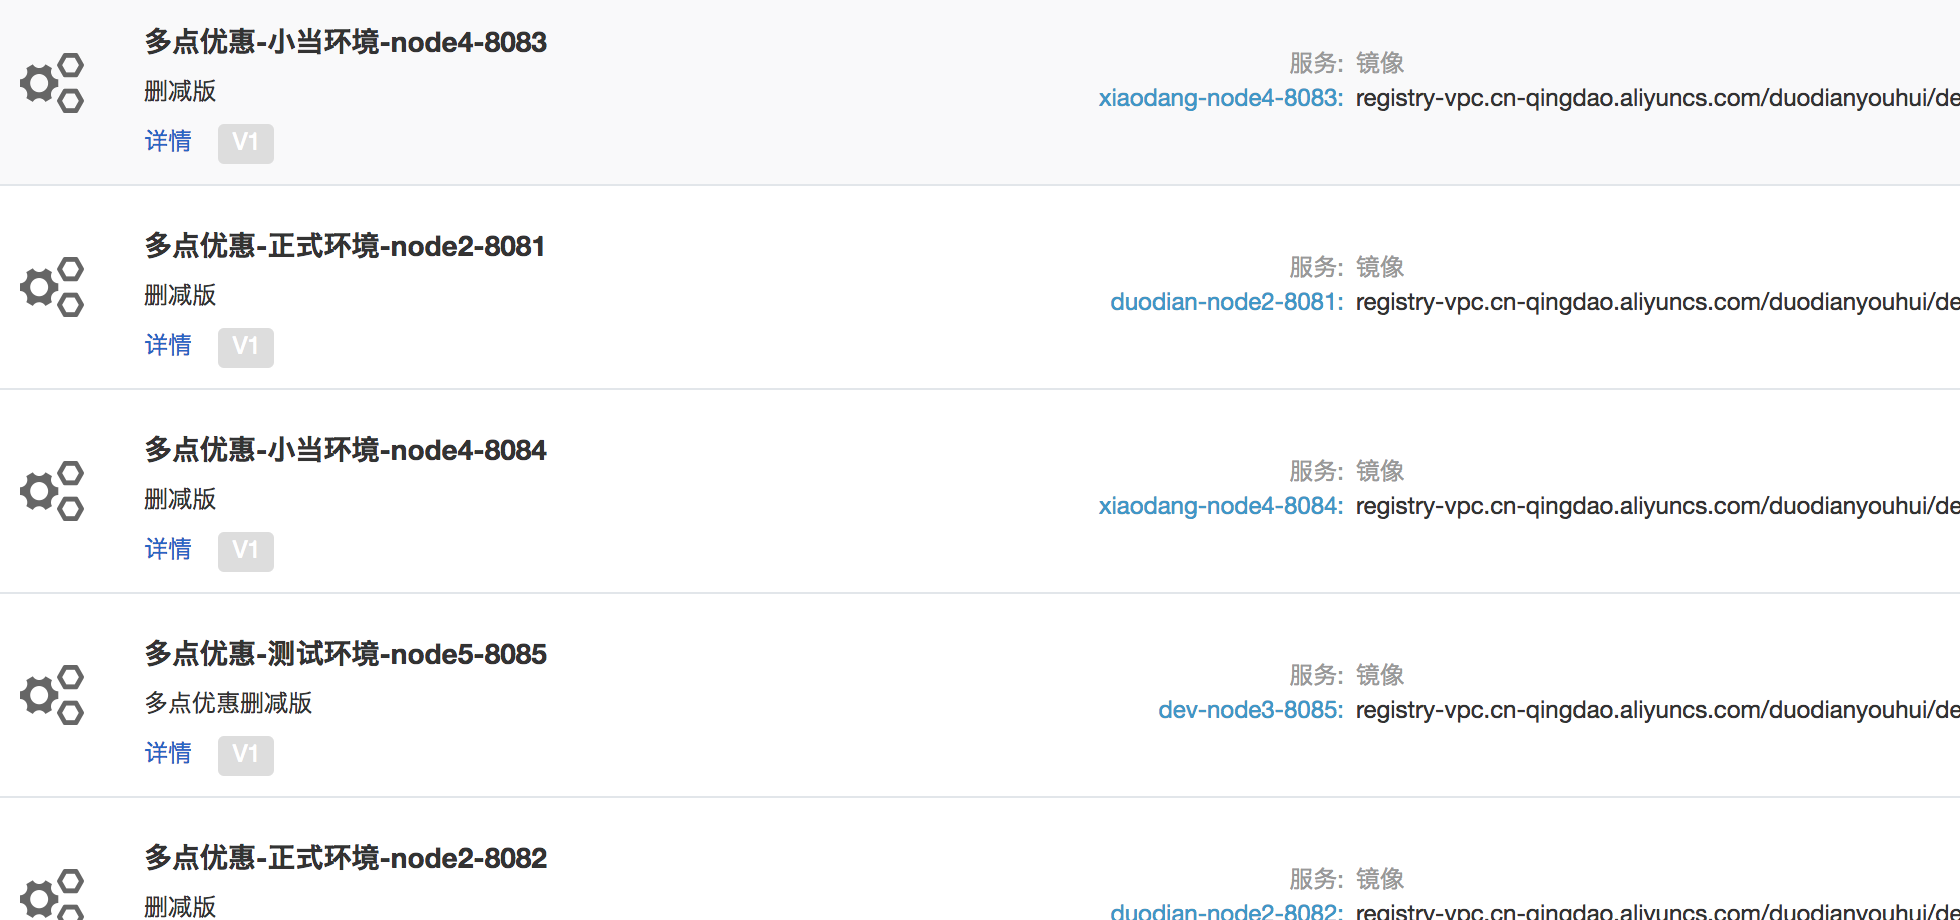 多点优惠-小当环境-node4-8083
删减版
详情 V1
服务: 镜像
xiaodang-node4-8083: registry-vpc.cn-qingdao.aliyuncs.com/duodianyouhui/de
多点优惠-正式环境-node2-8081
删减版
详情 V1
服务: 镜像
duodian-node2-8081: registry-vpc.cn-qingdao.aliyuncs.com/duodianyouhui/de
多点优惠-小当环境-node4-8084
删减版
详情 V1
服务: 镜像
xiaodang-node4-8084: registry-vpc.cn-qingdao.aliyuncs.com/duodianyouhui/de
多点优惠-测试环境-node5-8085
多点优惠删减版
详情 V1
服务: 镜像
dev-node3-8085: registry-vpc.cn-qingdao.aliyuncs.com/duodianyouhui/de
多点优惠-正式环境-node2-8082
删减版
服务: 镜像
duodian-node2-8082: registry-vpc.cn-qingdao.aliyuncs.com/duodianyouhui/de